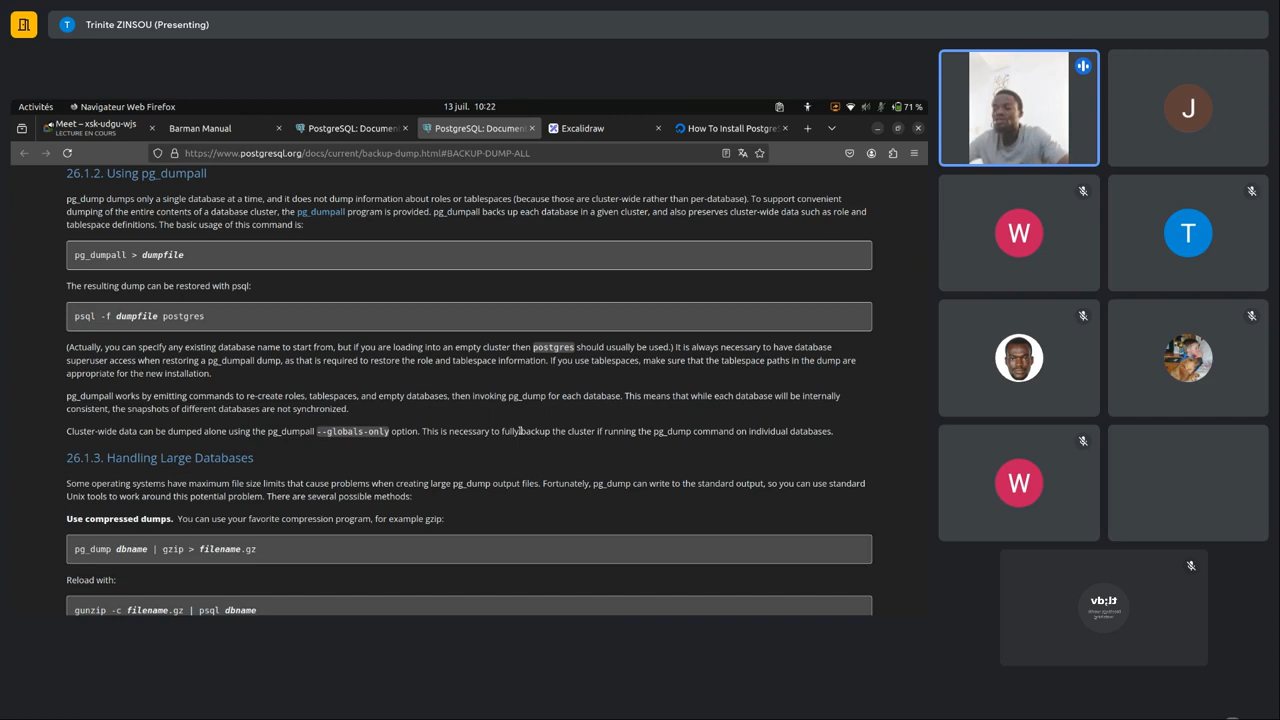 T Trinite ZINSOU (Presenting)
Activités Navigateur Web Firefox 13 juil. 10:22 71 %
Meet – xsk-udgu-wjs
LECTURE EN COURS
Barman Manual
PostgreSQL: Document
PostgreSQL: Document
Excalidraw
How To Install Postgre
https://www.postgresql.org/docs/current/backup-dump.html#BACKUP-DUMP-ALL
26.1.2. Using pg_dumpall
pg_dump dumps only a single database at a time, and it does not dump information about roles or tablespaces (because those are cluster-wide rather than per-database). To support convenient
dumping of the entire contents of a database cluster, the pg_dumpall program is provided. pg_dumpall backs up each database in a given cluster, and also preserves cluster-wide data such as role and
tablespace definitions. The basic usage of this command is:
pg_dumpall > dumpfile
The resulting dump can be restored with psql:
psql -f dumpfile postgres
(Actually, you can specify any existing database name to start from, but if you are loading into an empty cluster then postgres should usually be used.) It is always necessary to have database
superuser access when restoring a pg_dumpall dump, as that is required to restore the role and tablespace information. If you use tablespaces, make sure that the tablespace paths in the dump are
appropriate for the new installation.
pg_dumpall works by emitting commands to re-create roles, tablespaces, and empty databases, then invoking pg_dump for each database. This means that while each database will be internally
consistent, the snapshots of different databases are not synchronized.
Cluster-wide data can be dumped alone using the pg_dumpall --globals-only option. This is necessary to fully backup the cluster if running the pg_dump command on individual databases.
26.1.3. Handling Large Databases
Some operating systems have maximum file size limits that cause problems when creating large pg_dump output files. Fortunately, pg_dump can write to the standard output, so you can use standard
Unix tools to work around this potential problem. There are several possible methods:
Use compressed dumps. You can use your favorite compression program, for example gzip:
pg_dump dbname | gzip > filename.gz
Reload with:
gunzip -c filename.gz | psql dbname
J
W
T
W